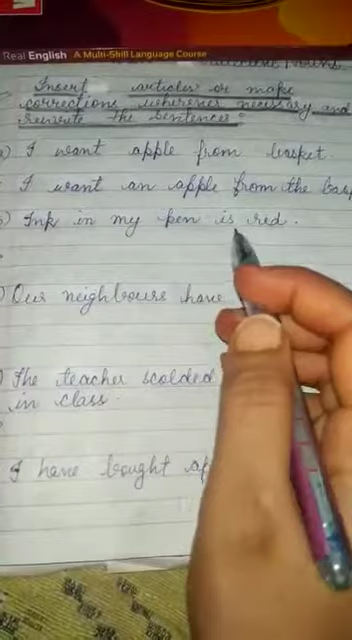 Real English A Multi-Skill Language Course
Insert articles or make
corrections wherever necessary and
rewrite the sentences:
a) I want apple from basket.
I want an apple from the bas
b) Ink in my pen is red.
) Our neighbours have
) The teacher scolded
in class.
I have bought